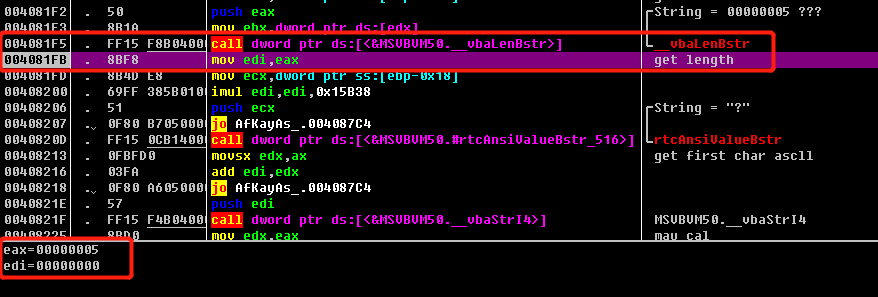 004081F2 . 50 push eax ┌String = 00000005 ???
004081F3 . 8B1A mov ebx,dword ptr ds:[edx]
004081F5 . FF15 F8B04000 call dword ptr ds:[<&MSVBVM50.__vbaLenBstr>] └__vbaLenBstr
004081FB . 8BF8 mov edi,eax get length
004081FD . 8B4D E8 mov ecx,dword ptr ss:[ebp-0x18]
00408200 . 69FF 385B0100 imul edi,edi,0x15B38
00408206 . 51 push ecx ┌String = "?"
00408207 . 0F80 B7050000 jo AfKayAs_.004087C4
0040820D . FF15 0CB14000 call dword ptr ds:[<&MSVBVM50.#rtcAnsiValueBstr_516>] └rtcAnsiValueBstr
00408213 . 0FBFD0 movsx edx,ax get first char ascll
00408216 . 03FA add edi,edx
00408218 . 0F80 A6050000 jo AfKayAs_.004087C4
0040821E . 57 push edi
0040821F . FF15 F4B04000 call dword ptr ds:[<&MSVBVM50.__vbaStrI4>] MSVBVM50.__vbaStrI4
00408225 . 8BD0 mov edx,eax
eax=00000005
edi=00000000